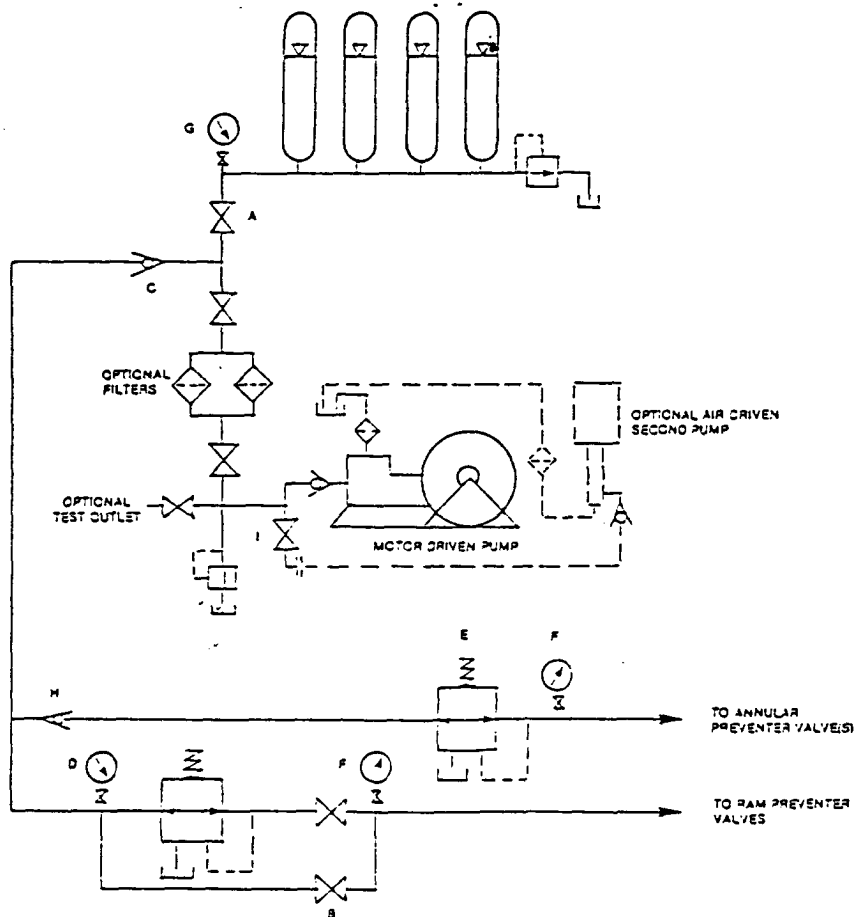 G
A
C
OPTIONAL
FILTERS
OPTIONAL AIR DRIVEN
SECOND PUMP
OPTIONAL
TEST OUTLET
I
MOTOR DRIVEN PUMP
E
F
H
TO ANNULAR
PREVENTER VALVE(S)
D
F
TO RAM PREVENTER
VALVES
B